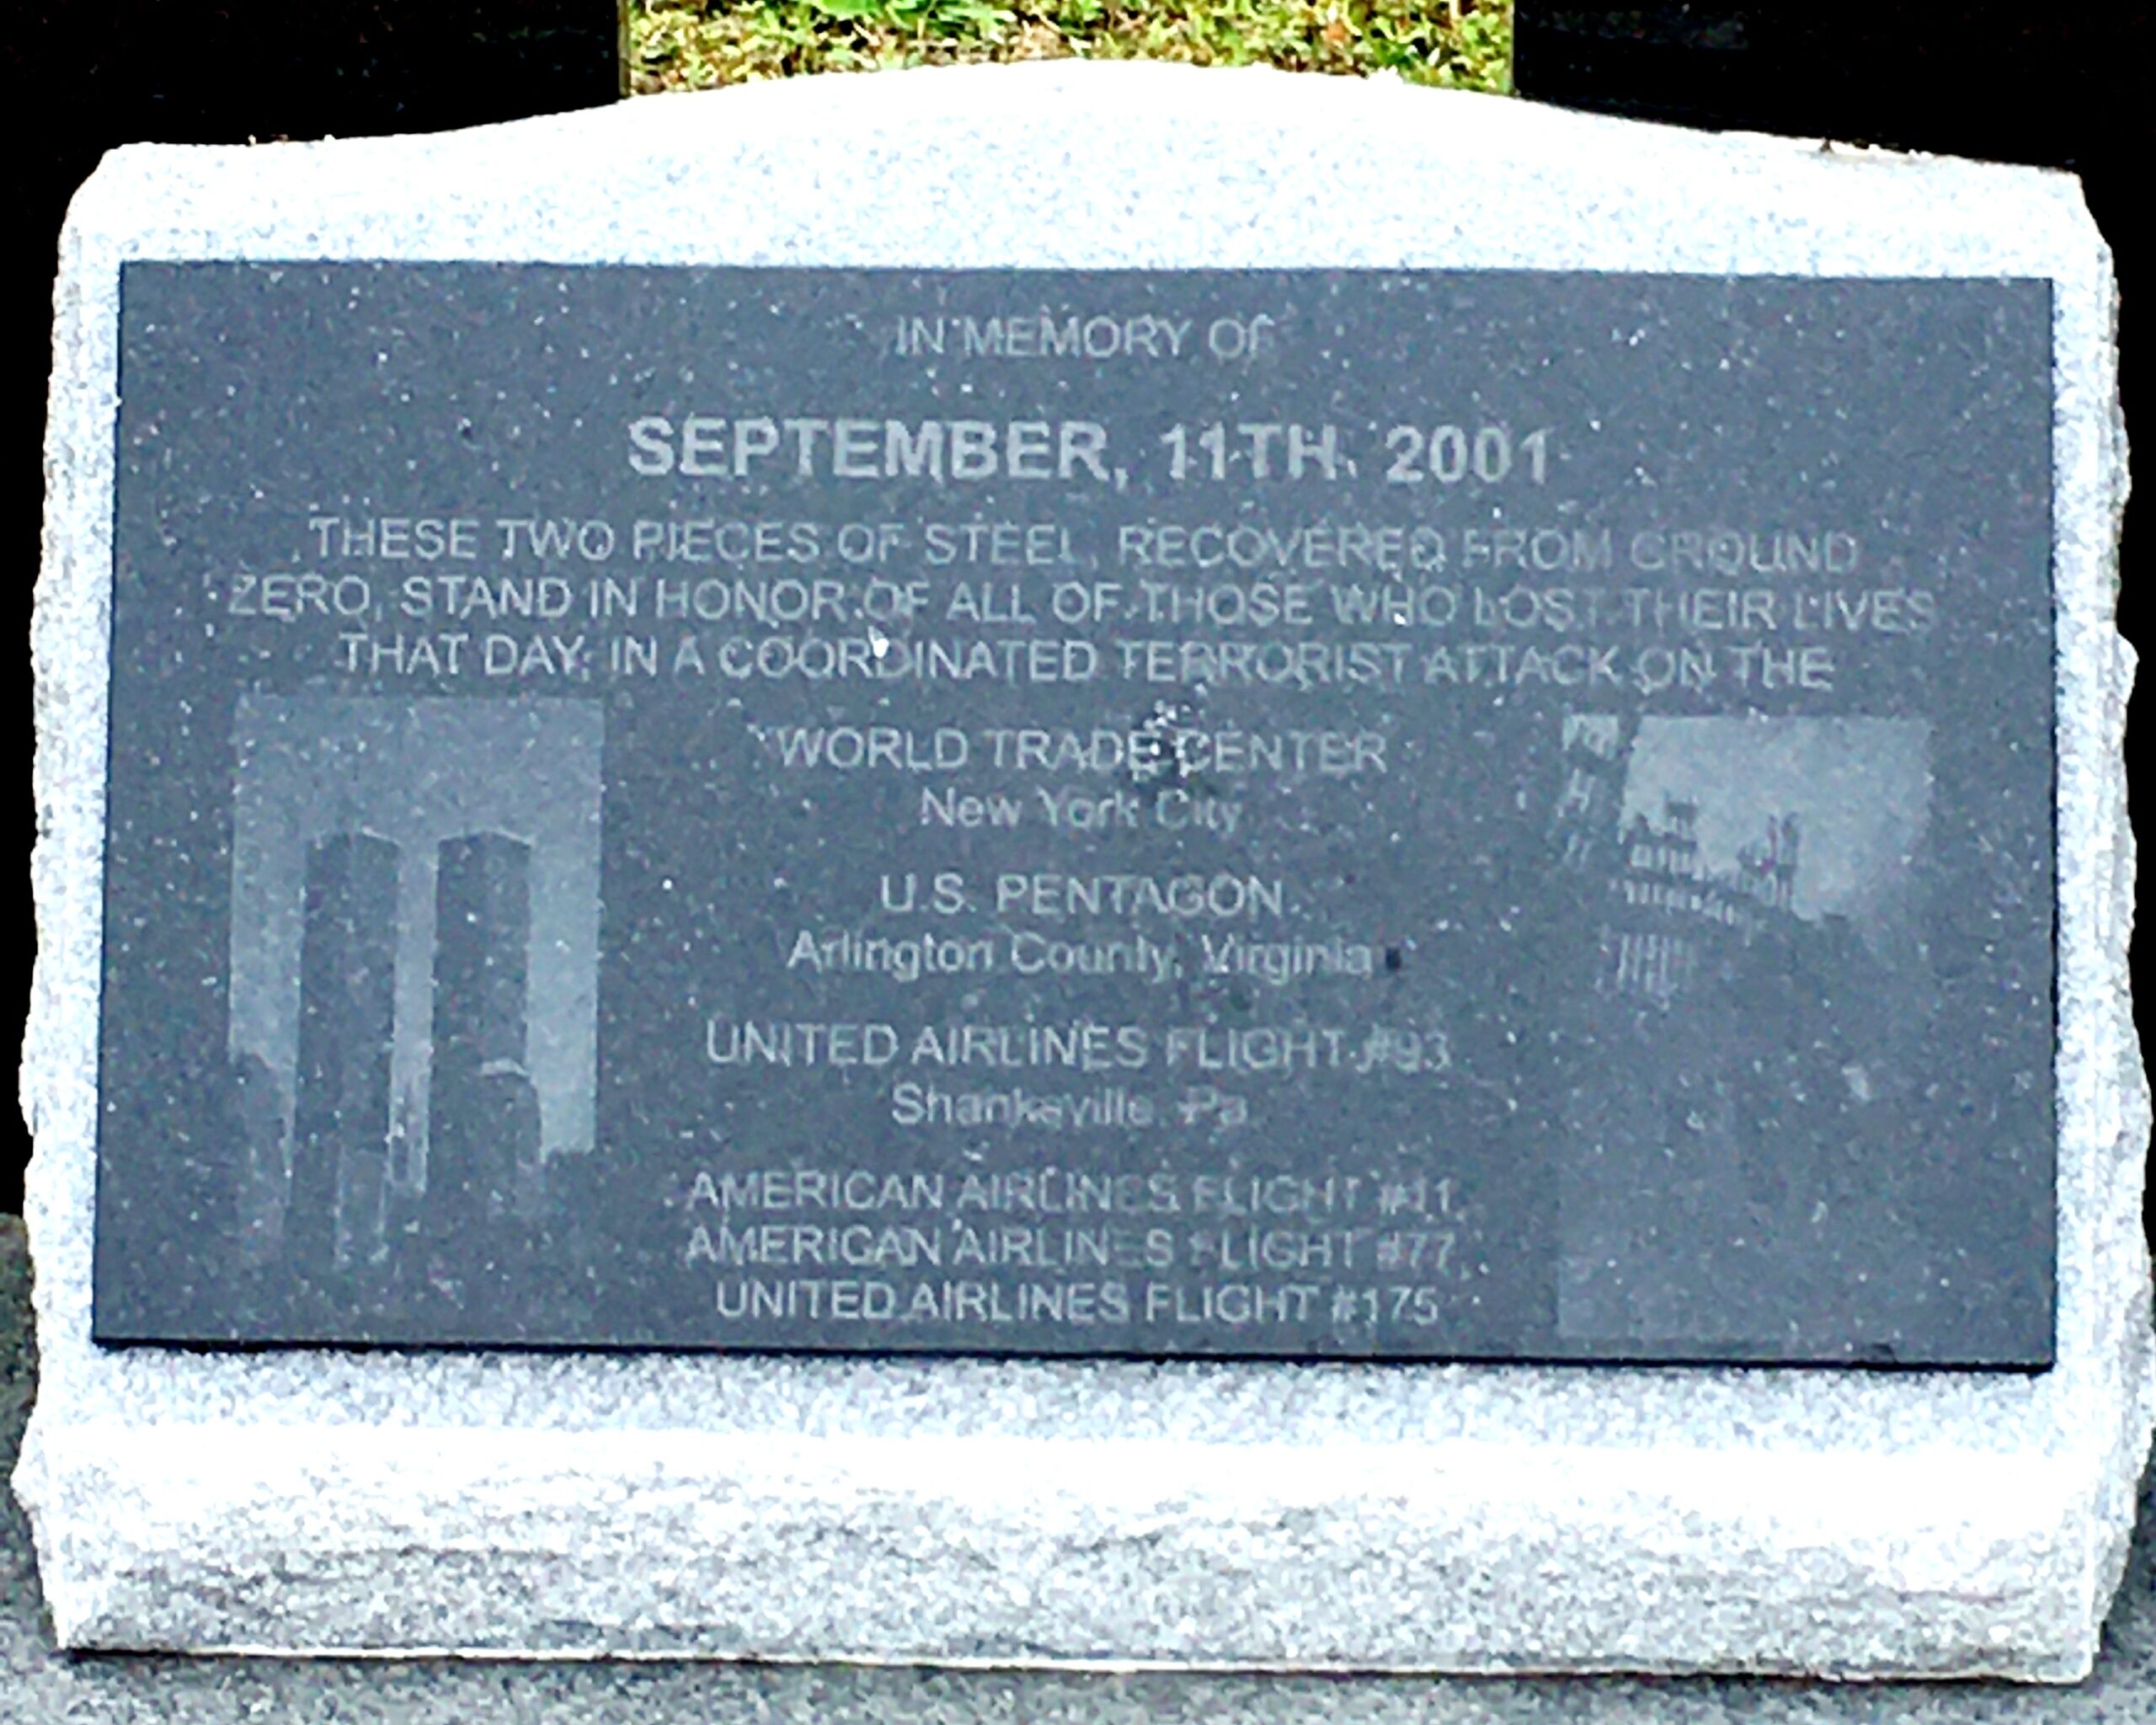 IN MEMORY OF
SEPTEMBER, 11TH, 2001
THESE TWO PIECES OF STEEL, RECOVERED FROM GROUND
ZERO, STAND IN HONOR OF ALL OF THOSE WHO LOST THEIR LIVES
THAT DAY, IN A COORDINATED TERRORIST ATTACK ON THE
WORLD TRADE CENTER
New York City
U.S. PENTAGON
Arlington County, Virginia
UNITED AIRLINES FLIGHT #93
Shanksville, Pa.
AMERICAN AIRLINES FLIGHT #11,
AMERICAN AIRLINES FLIGHT #77,
UNITED AIRLINES FLIGHT #175